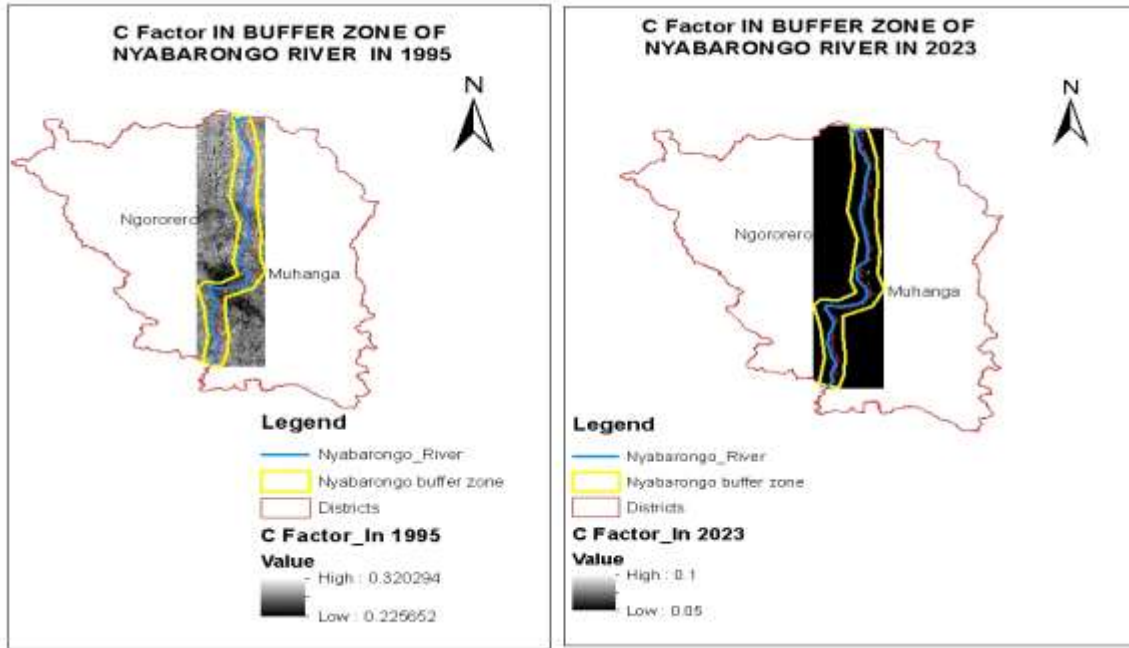 C Factor IN BUFFER ZONE OF
NYABARONGO RIVER IN 1995
N
Ngororero
Muhanga
Legend
Nyabarongo_River
Nyabarongo buffer zone
Districts
C Factor_In 1995
Value
High : 0.320294
Low : 0.225652
C Factor IN BUFFER ZONE OF
NYABARONGO RIVER IN 2023
N
Ngororero
Muhanga
Legend
Nyabarongo_River
Nyabarongo buffer zone
Districts
C Factor_In 2023
Value
High : 0.1
Low : 0.05